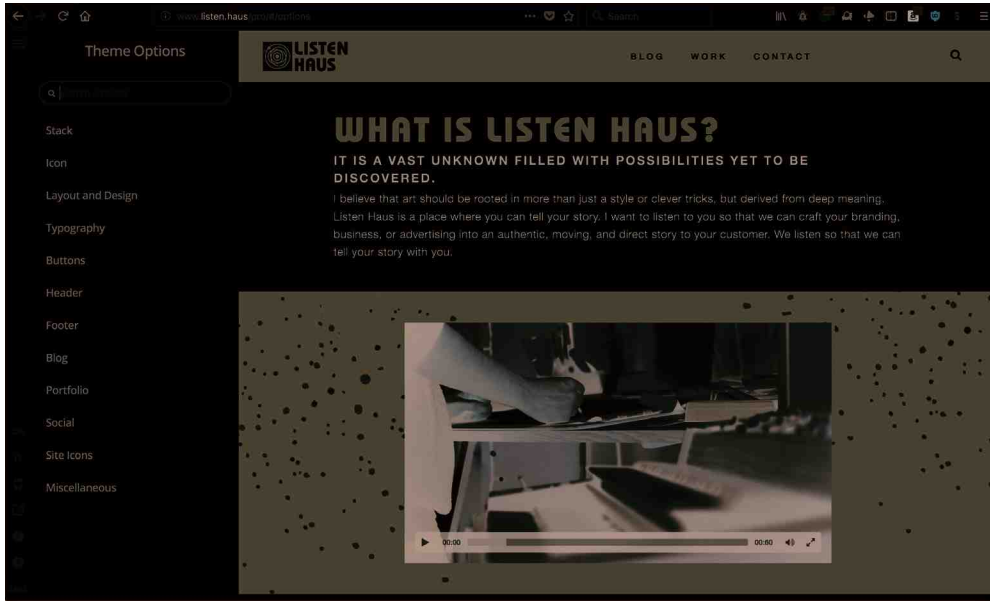 www.listen.haus/pro/#/options
Search
Theme Options
LISTEN
HAUS
BLOG
WORK
CONTACT
Stack
Icon
Layout and Design
Typography
Buttons
Header
Footer
Blog
Portfolio
Social
Site Icons
Miscellaneous
WHAT IS LISTEN HAUS?
IT IS A VAST UNKNOWN FILLED WITH POSSIBILITIES YET TO BE
DISCOVERED.
I believe that art should be rooted in more than just a style or clever tricks, but derived from deep meaning.
Listen Haus is a place where you can tell your story. I want to listen to you so that we can craft your branding,
business, or advertising into an authentic, moving, and direct story to your customer. We listen so that we can
tell your story with you.
00:00
00:60